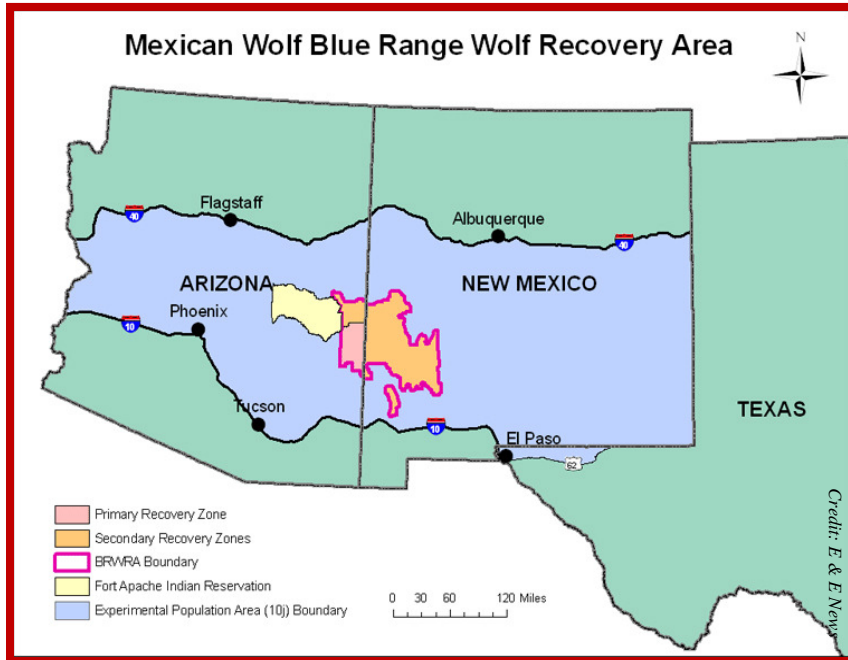 Mexican Wolf Blue Range Wolf Recovery Area
N
Flagstaff
40
Albuquerque
40
ARIZONA
NEW MEXICO
Phoenix
10
Tucson
10
TEXAS
El Paso
62
Primary Recovery Zone
Secondary Recovery Zones
BRWRA Boundary
Fort Apache Indian Reservation
Experimental Population Area (10j) Boundary
0 30 60 120 Miles
Credit: E & E News